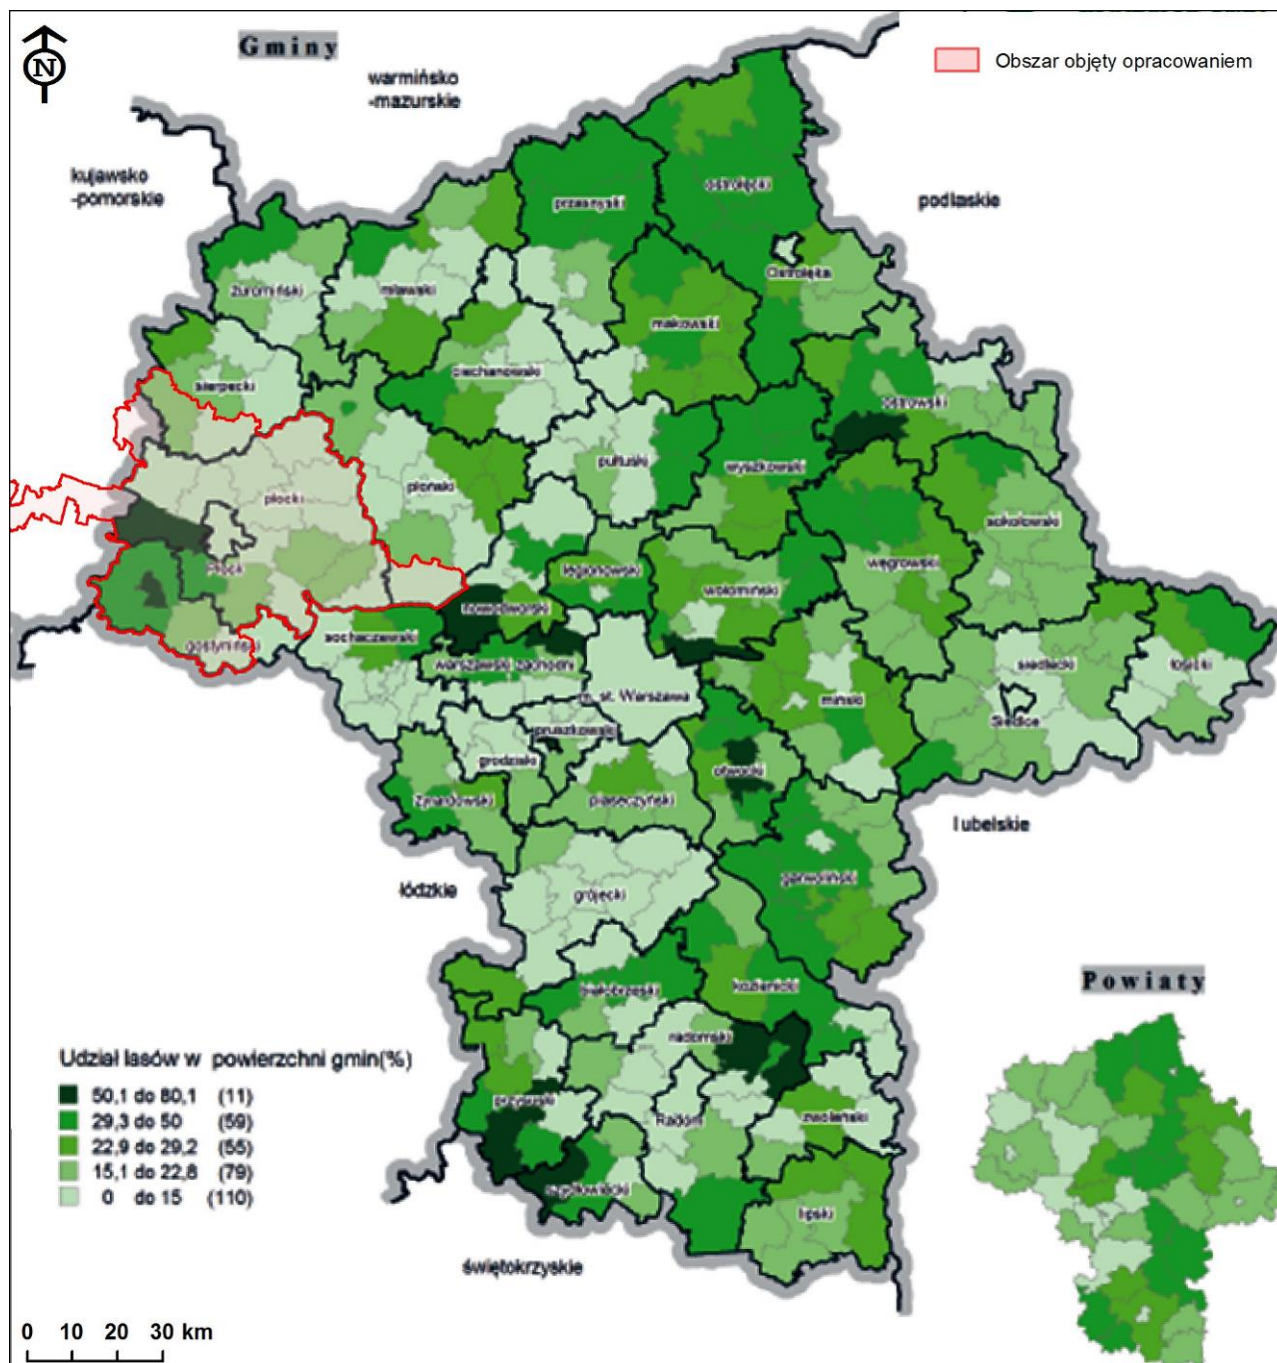 N
Gminy
warmińsko
-mazurskie
Obszar objęty opracowaniem
kujawsko
-pomorskie
podlaskie
ostrołęcki
przasnyski
Ostrołęka
żuromiński
mławski
makowski
sierpecki
ciechanowski
ostrowski
płocki
płoński
pułtuski
wyszkowski
sokołowski
Płock
legionowski
wołomiński
węgrowski
nowodworski
gostyniński
sochaczewski
warszawski zachodni
siedlecki
łosicki
m. st. Warszawa
miński
Siedlce
pruszkowski
grodziski
otwocki
żyrardowski
piaseczyński
lubelskie
łódzkie
grójecki
garwoliński
białobrzeski
kozienicki
Powiaty
radomski
przysuski
Radom
zwoleński
szydłowiecki
lipski
świętokrzyskie
Udział lasów w powierzchni gmin(%)
50,1 do 80,1 (11)
29,3 do 50 (59)
22,9 do 29,2 (55)
15,1 do 22,8 (79)
0 do 15 (110)
0 10 20 30 km